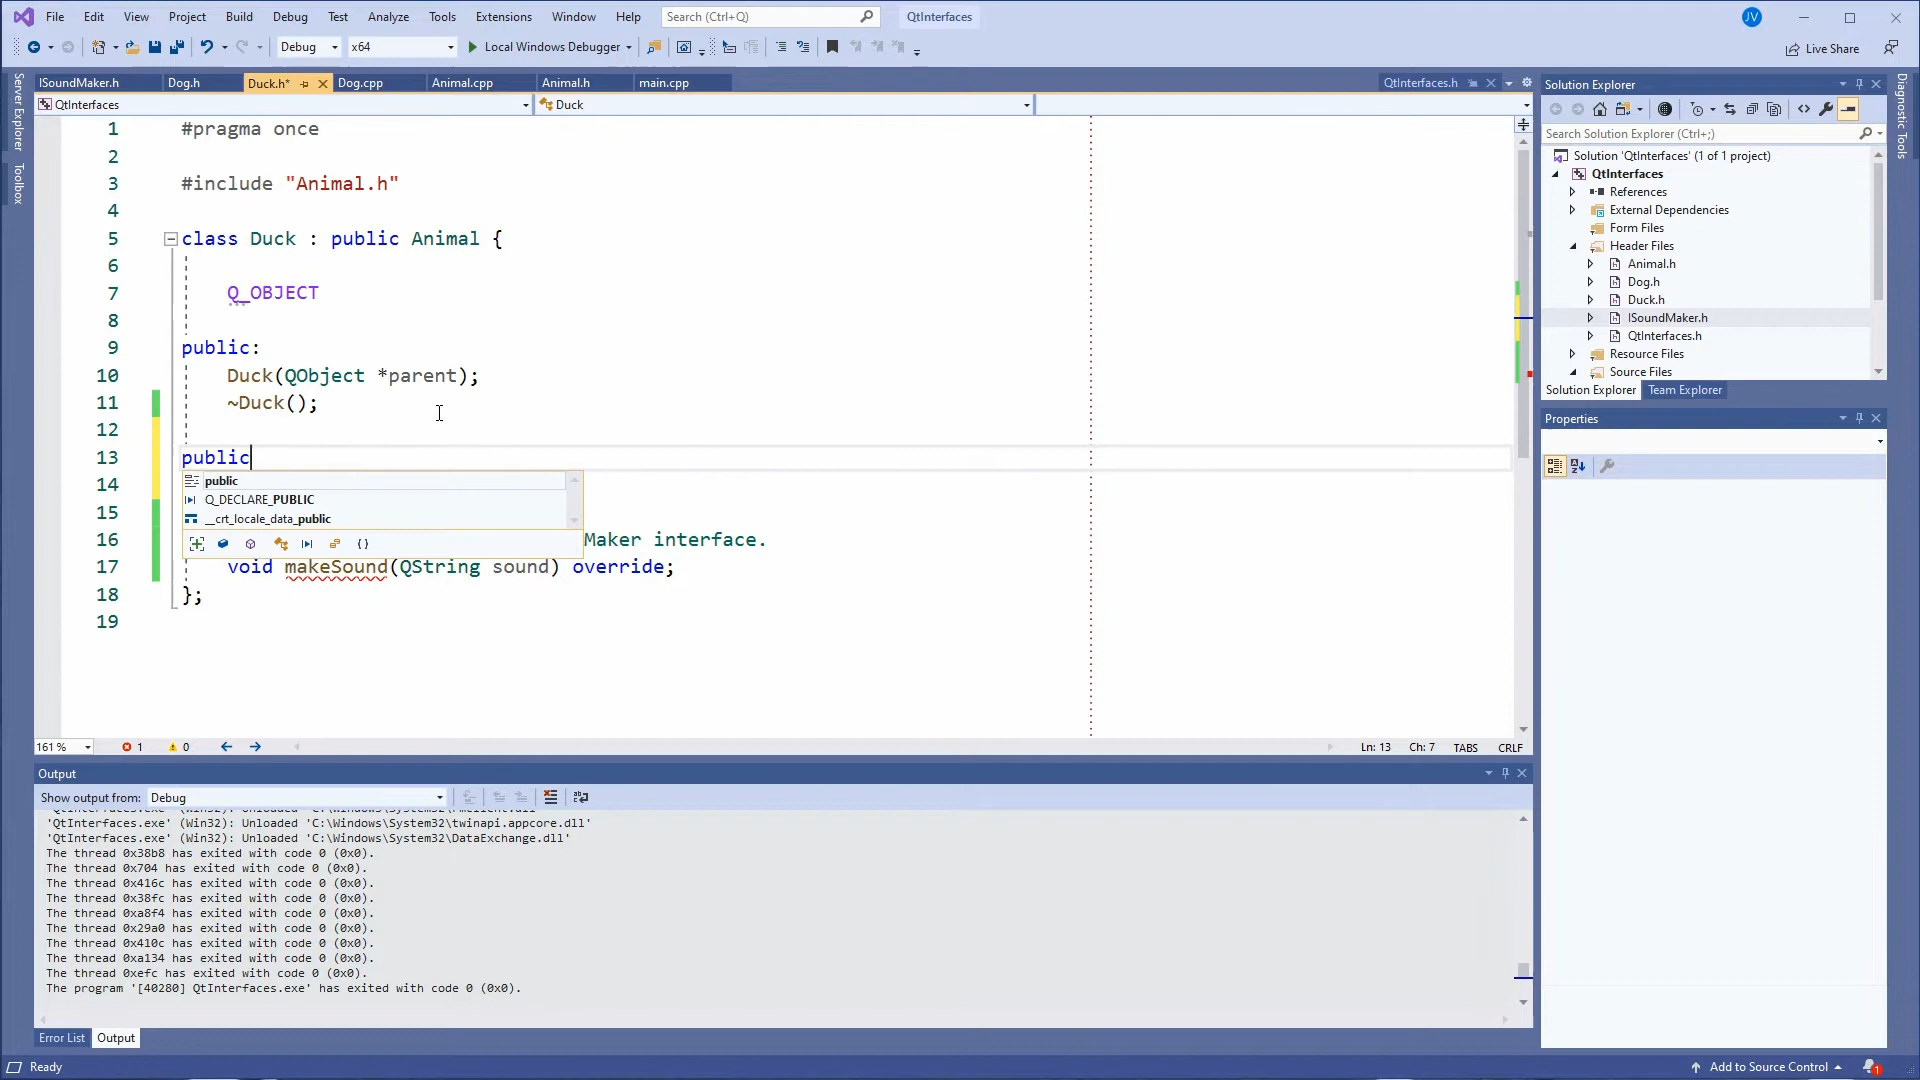 File Edit View Project Build Debug Test Analyze Tools Extensions Window Help Search (Ctrl+Q) QtInterfaces JV
Debug x64 Local Windows Debugger Live Share
ISoundMaker.h Dog.h Duck.h* Dog.cpp Animal.cpp Animal.h main.cpp QtInterfaces.h
QtInterfaces Duck
Server Explorer
Toolbox
1 #pragma once
2
3 #include "Animal.h"
4
5 class Duck : public Animal {
6
7 Q_OBJECT
8
9 public:
10 Duck(QObject *parent);
11 ~Duck();
12
13 public
14
15
16 Maker interface.
17 void makeSound(QString sound) override;
18 };
19
public
Q_DECLARE_PUBLIC
__crt_locale_data_public
161 % 1 0 Ln: 13 Ch: 7 TABS CRLF
Output
Show output from: Debug
'QtInterfaces.exe' (Win32): Unloaded 'C:\Windows\System32\twinapi.appcore.dll'
'QtInterfaces.exe' (Win32): Unloaded 'C:\Windows\System32\DataExchange.dll'
The thread 0x38b8 has exited with code 0 (0x0).
The thread 0x704 has exited with code 0 (0x0).
The thread 0x416c has exited with code 0 (0x0).
The thread 0x38fc has exited with code 0 (0x0).
The thread 0xa8f4 has exited with code 0 (0x0).
The thread 0x29a0 has exited with code 0 (0x0).
The thread 0x410c has exited with code 0 (0x0).
The thread 0xa134 has exited with code 0 (0x0).
The thread 0xefc has exited with code 0 (0x0).
The program '[40280] QtInterfaces.exe' has exited with code 0 (0x0).
Error List Output
Solution Explorer
Search Solution Explorer (Ctrl+;)
Solution 'QtInterfaces' (1 of 1 project)
QtInterfaces
References
External Dependencies
Form Files
Header Files
Animal.h
Dog.h
Duck.h
ISoundMaker.h
QtInterfaces.h
Resource Files
Source Files
Solution Explorer Team Explorer
Properties
Diagnostic Tools
Ready Add to Source Control 1